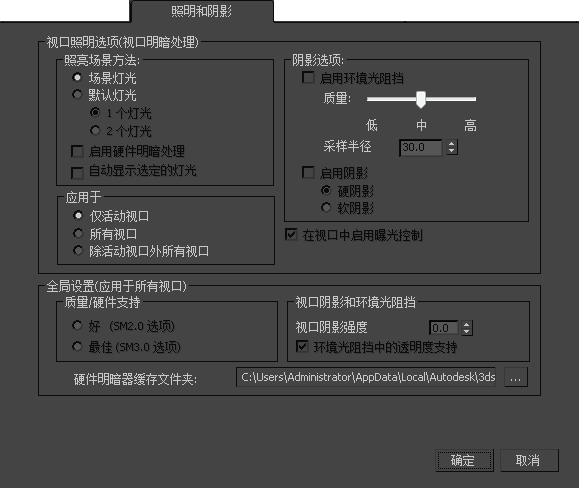 照明和阴影
视口照明选项(视口明暗处理)
照亮场景方法:
场景灯光
默认灯光
1 个灯光
2 个灯光
启用硬件明暗处理
自动显示选定的灯光
应用于
仅活动视口
所有视口
除活动视口外所有视口
阴影选项:
启用环境光阻挡
质量:
低 中 高
采样半径 30.0
启用阴影
硬阴影
软阴影
在视口中启用曝光控制
全局设置(应用于所有视口)
质量/硬件支持
好 (SM2.0 选项)
最佳 (SM3.0 选项)
视口阴影和环境光阻挡
视口阴影强度 0.0
环境光阻挡中的透明度支持
硬件明暗器缓存文件夹: C:\Users\Administrator\AppData\Local\Autodesk\3ds ...
确定 取消